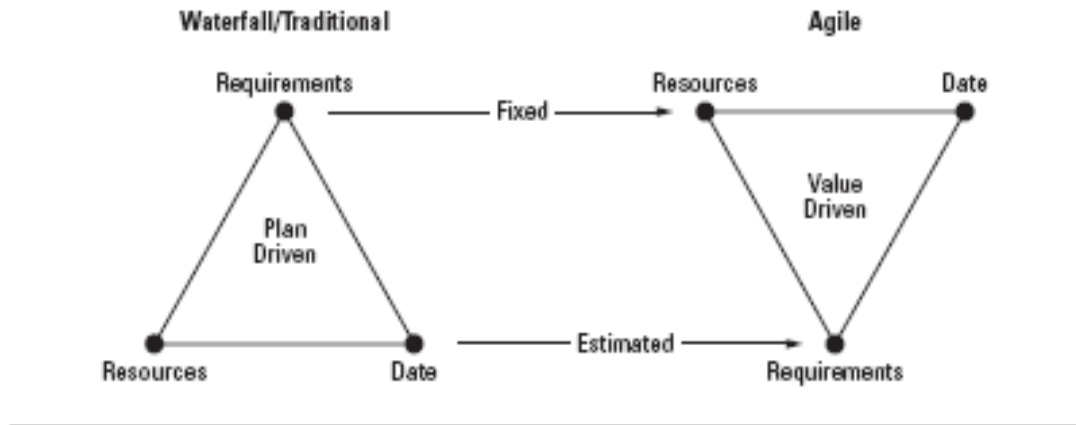 Waterfall/Traditional
Agile
Requirements
Resources
Date
Fixed
Value
Driven
Plan
Driven
Estimated
Resources
Date
Requirements